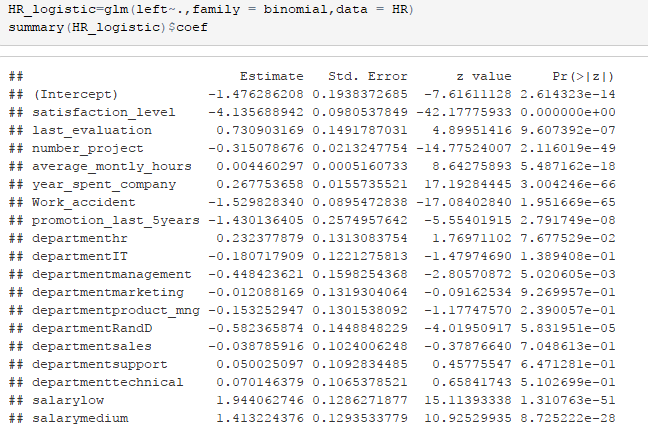 HR_logistic=glm(left~.,family = binomial,data = HR)
summary(HR_logistic)$coef
## Estimate Std. Error z value Pr(>|z|)
## (Intercept) -1.476286208 0.1938372685 -7.61611128 2.614323e-14
## satisfaction_level -4.135688942 0.0980537849 -42.17775933 0.000000e+00
## last_evaluation 0.730903169 0.1491787031 4.89951416 9.607392e-07
## number_project -0.315078676 0.0213247754 -14.77524007 2.116019e-49
## average_montly_hours 0.004460297 0.0005160733 8.64275893 5.487162e-18
## year_spent_company 0.267753658 0.0155735521 17.19284445 3.004246e-66
## Work_accident -1.529828340 0.0895472838 -17.08402840 1.951669e-65
## promotion_last_5years -1.430136405 0.2574957642 -5.55401915 2.791749e-08
## departmenthr 0.232377879 0.1313083754 1.76971102 7.677529e-02
## departmentIT -0.180717909 0.1221275813 -1.47974690 1.389408e-01
## departmentmanagement -0.448423621 0.1598254368 -2.80570872 5.020605e-03
## departmentmarketing -0.012088169 0.1319304064 -0.09162534 9.269957e-01
## departmentproduct_mng -0.153252947 0.1301538092 -1.17747570 2.390057e-01
## departmentRandD -0.582365874 0.1448848229 -4.01950917 5.831951e-05
## departmentsales -0.038785916 0.1024006248 -0.37876640 7.048613e-01
## departmentsupport 0.050025097 0.1092834485 0.45775547 6.471281e-01
## departmenttechnical 0.070146379 0.1065378521 0.65841743 5.102699e-01
## salarylow 1.944062746 0.1286271877 15.11393338 1.310763e-51
## salarymedium 1.413224376 0.1293533779 10.92529935 8.725222e-28